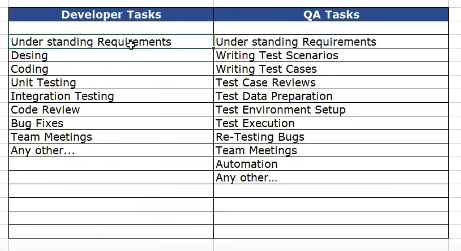 Developer Tasks QA Tasks
Under standing Requirements Under standing Requirements
Desing Writing Test Scenarios
Coding Writing Test Cases
Unit Testing Test Case Reviews
Integration Testing Test Data Preparation
Code Review Test Environment Setup
Bug Fixes Test Execution
Team Meetings Re-Testing Bugs
Any other... Team Meetings
Automation
Any other...